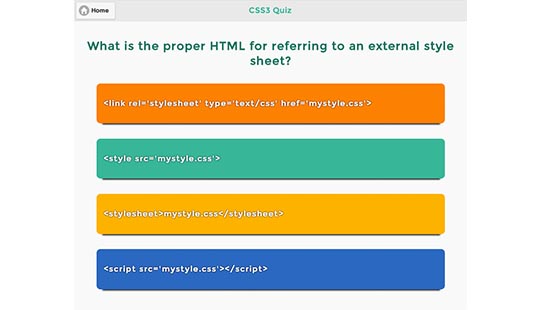 Home
CSS3 Quiz
What is the proper HTML for referring to an external style
sheet?
<link rel='stylesheet' type='text/css' href='mystyle.css'>
<style src='mystyle.css'>
<stylesheet>mystyle.css</stylesheet>
<script src='mystyle.css'></script>